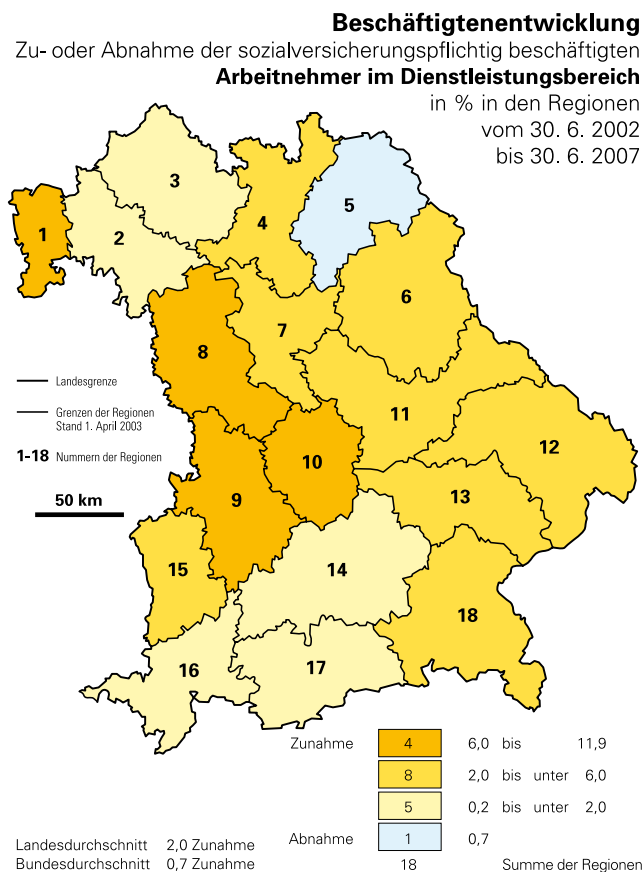 Beschäftigtenentwicklung
Zu- oder Abnahme der sozialversicherungspflichtig beschäftigten
Arbeitnehmer im Dienstleistungsbereich
in % in den Regionen
vom 30. 6. 2002
bis 30. 6. 2007
3
4
5
1
2
6
7
8
Landesgrenze
Grenzen der Regionen
Stand 1. April 2003
11
1-18 Nummern der Regionen
10
12
9
13
50 km
15
14
18
16
17
Zunahme 4 6,0 bis 11,9
8 2,0 bis unter 6,0
5 0,2 bis unter 2,0
Landesdurchschnitt 2,0 Zunahme Abnahme 1 0,7
Bundesdurchschnitt 0,7 Zunahme 18 Summe der Regionen